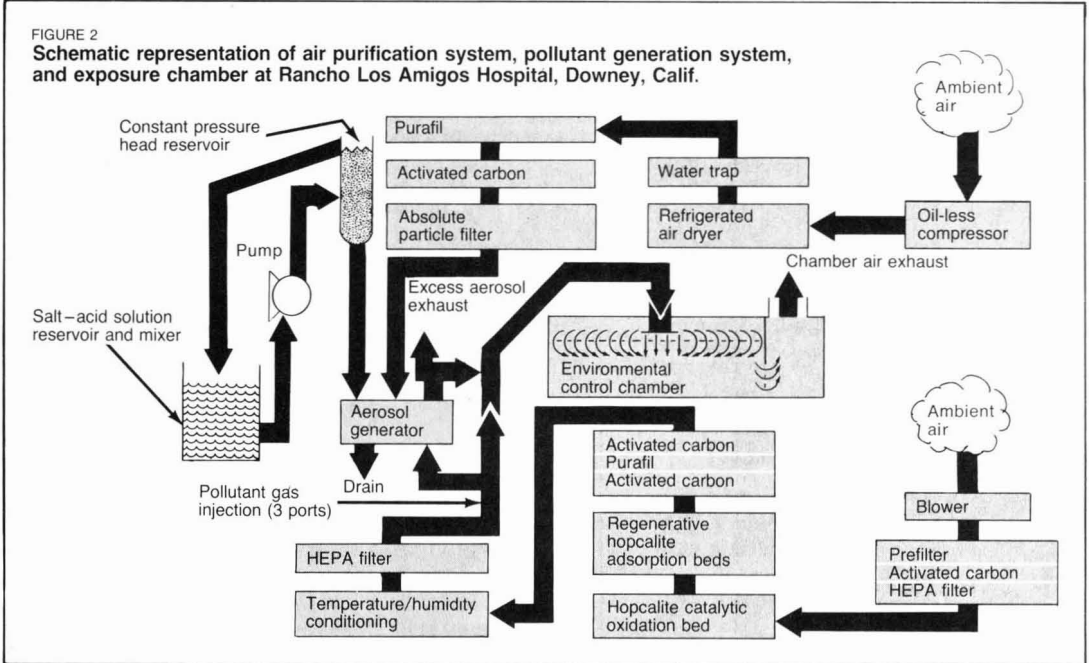 FIGURE 2
Schematic representation of air purification system, pollutant generation system,
and exposure chamber at Rancho Los Amigos Hospital, Downey, Calif.
Constant pressure
head reservoir
Purafil
Activated carbon
Absolute
particle filter
Water trap
Refrigerated
air dryer
Ambient
air
Oil-less
compressor
Pump
Excess aerosol
exhaust
Chamber air exhaust
Salt–acid solution
reservoir and mixer
Environmental
control chamber
Aerosol
generator
Drain
Pollutant gas
injection (3 ports)
HEPA filter
Temperature/humidity
conditioning
Activated carbon
Purafil
Activated carbon
Regenerative
hopcalite
adsorption beds
Hopcalite catalytic
oxidation bed
Ambient
air
Blower
Prefilter
Activated carbon
HEPA filter